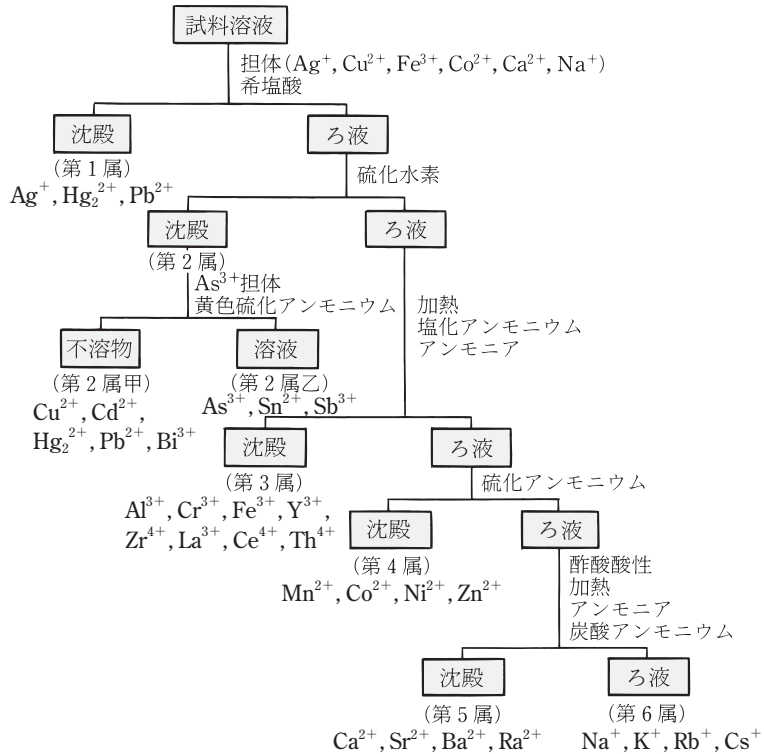 試料溶液
担体(Ag⁺, Cu²⁺, Fe³⁺, Co²⁺, Ca²⁺, Na⁺)
希塩酸
沈殿
ろ液
(第1属)
Ag⁺, Hg₂²⁺, Pb²⁺
硫化水素
沈殿
ろ液
(第2属)
As³⁺担体
黄色硫化アンモニウム
加熱
塩化アンモニウム
アンモニア
不溶物
溶液
(第2属甲)
(第2属乙)
Cu²⁺, Cd²⁺,
Hg₂²⁺, Pb²⁺, Bi³⁺
As³⁺, Sn²⁺, Sb³⁺
沈殿
ろ液
(第3属)
Al³⁺, Cr³⁺, Fe³⁺, Y³⁺,
Zr⁴⁺, La³⁺, Ce⁴⁺, Th⁴⁺
硫化アンモニウム
沈殿
ろ液
(第4属)
Mn²⁺, Co²⁺, Ni²⁺, Zn²⁺
酢酸酸性
加熱
アンモニア
炭酸アンモニウム
沈殿
ろ液
(第5属)
(第6属)
Ca²⁺, Sr²⁺, Ba²⁺, Ra²⁺
Na⁺, K⁺, Rb⁺, Cs⁺